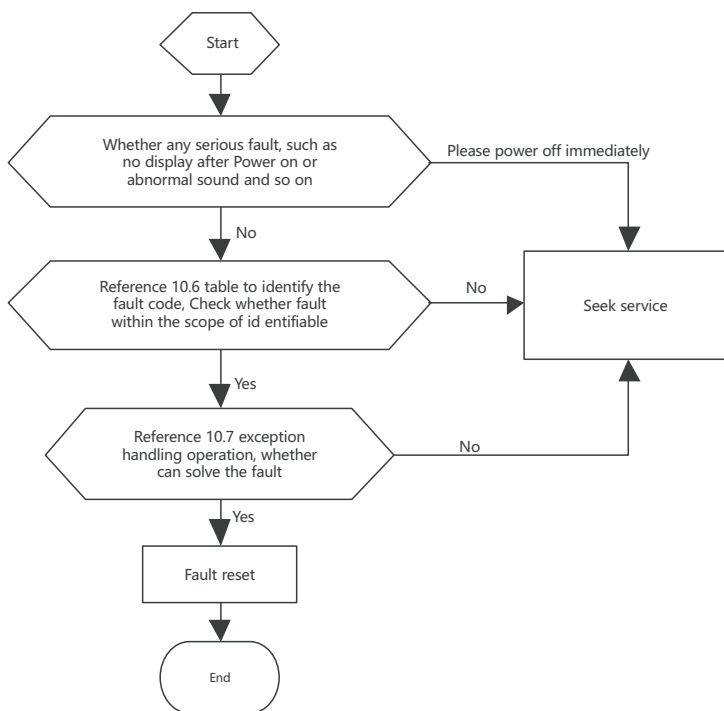 Start
Whether any serious fault, such as
no display after Power on or
abnormal sound and so on
Please power off immediately
No
Reference 10.6 table to identify the
fault code, Check whether fault
within the scope of id entifiable
No
Seek service
Yes
Reference 10.7 exception
handling operation, whether
can solve the fault
No
Yes
Fault reset
End